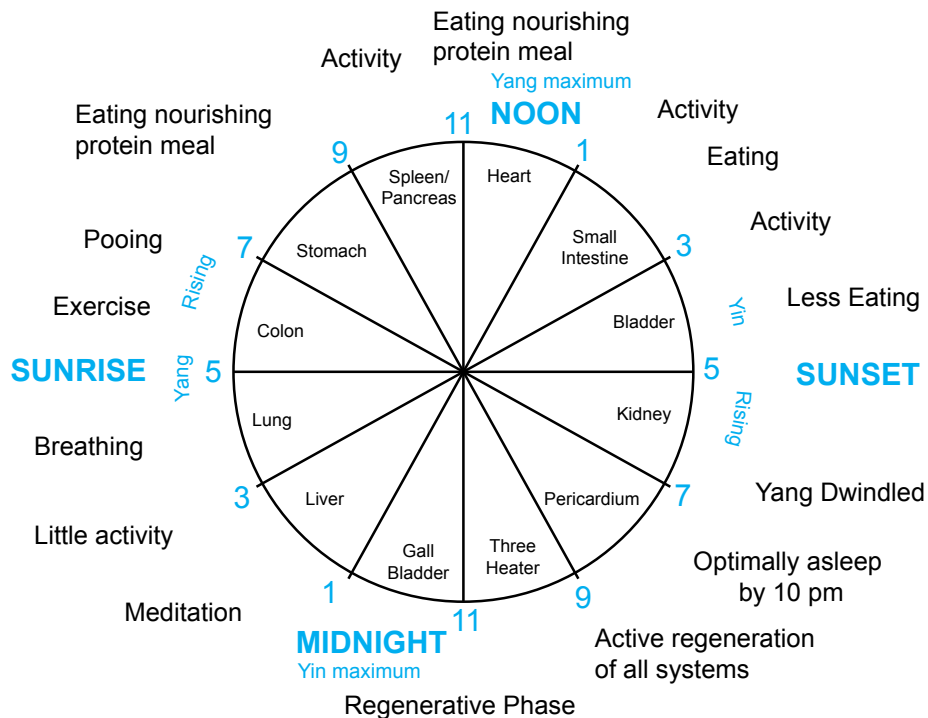 Eating nourishing
protein meal
Activity
Yang maximum
NOON
11
Eating nourishing
protein meal
Activity
9
1
Eating
Spleen/
Pancreas
Heart
Pooing
7
Stomach
Small
Intestine
3
Activity
Rising
Exercise
Colon
Bladder
Yin
Less Eating
SUNRISE
Yang
5
5
SUNSET
Rising
Breathing
Lung
Kidney
3
Liver
Pericardium
7
Yang Dwindled
Little activity
Gall
Bladder
Three
Heater
Optimally asleep
by 10 pm
Meditation
1
9
MIDNIGHT
11
Yin maximum
Active regeneration
of all systems
Regenerative Phase